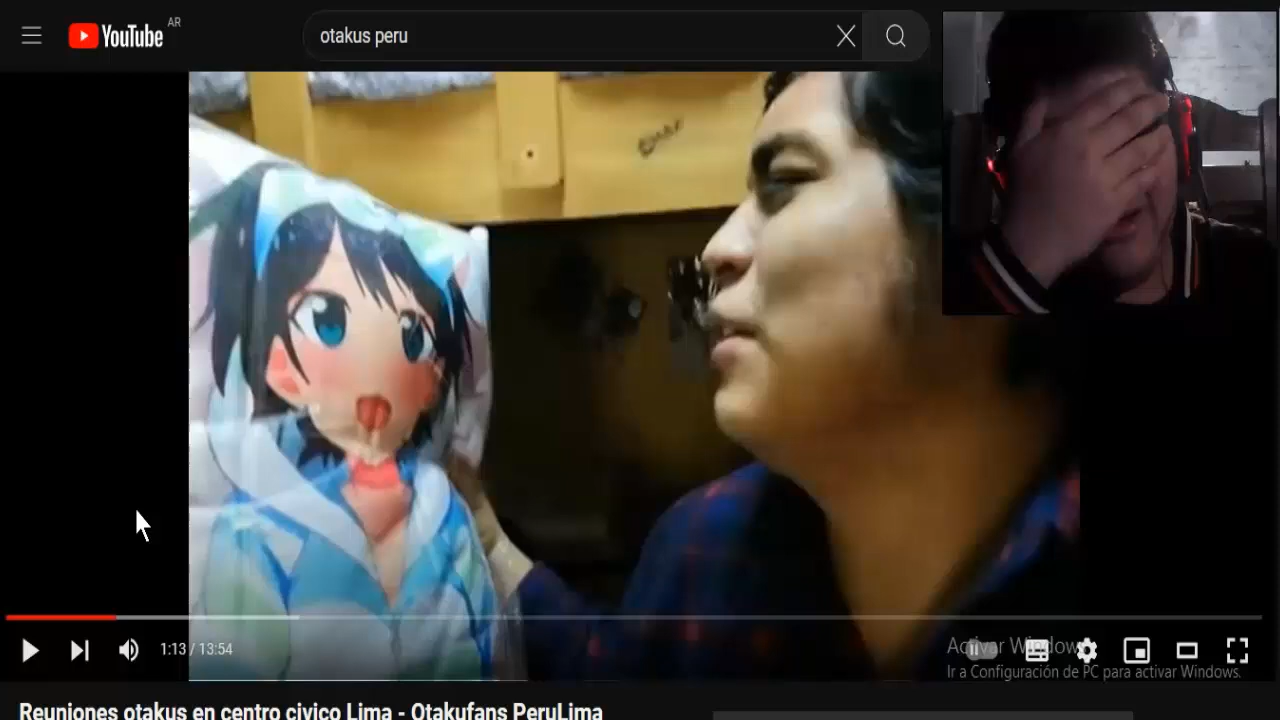 YouTube AR
otakus peru
1:13 / 13:54
Activar Windows
Ir a Configuración de PC para activar Windows.
Reuniones otakus en centro civico Lima - Otakufans PeruLima